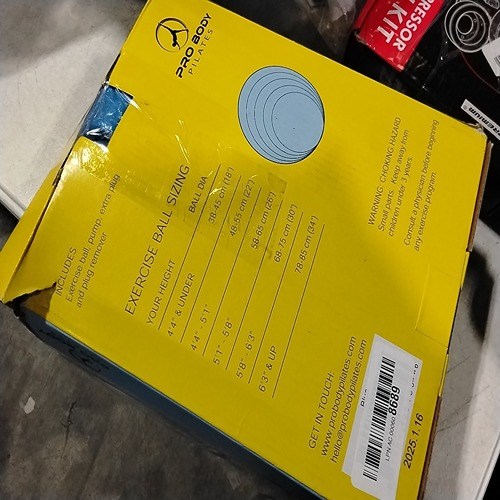 PRO BODY
PILATES
INCLUDES
Exercise ball, pump, extra plug
and plug remover
EXERCISE BALL SIZING
YOUR HEIGHT BALL DIA.
4'4" & UNDER 38-45 cm (18")
4'4" - 5'1" 48-55 cm (22")
5'1" - 5'8" 58-65 cm (26")
5'8" - 6'3" 68-75 cm (30")
6'3" & UP 78-85 cm (34")
WARNING: CHOKING HAZARD
Small parts. Keep away from
children under 3 years.
Consult a physician before beginning
any exercise program.
GET IN TOUCH:
www.probodypilates.com
hello@probodypilates.com
8689
2025.1.16
RESSOR
KIT
Premium